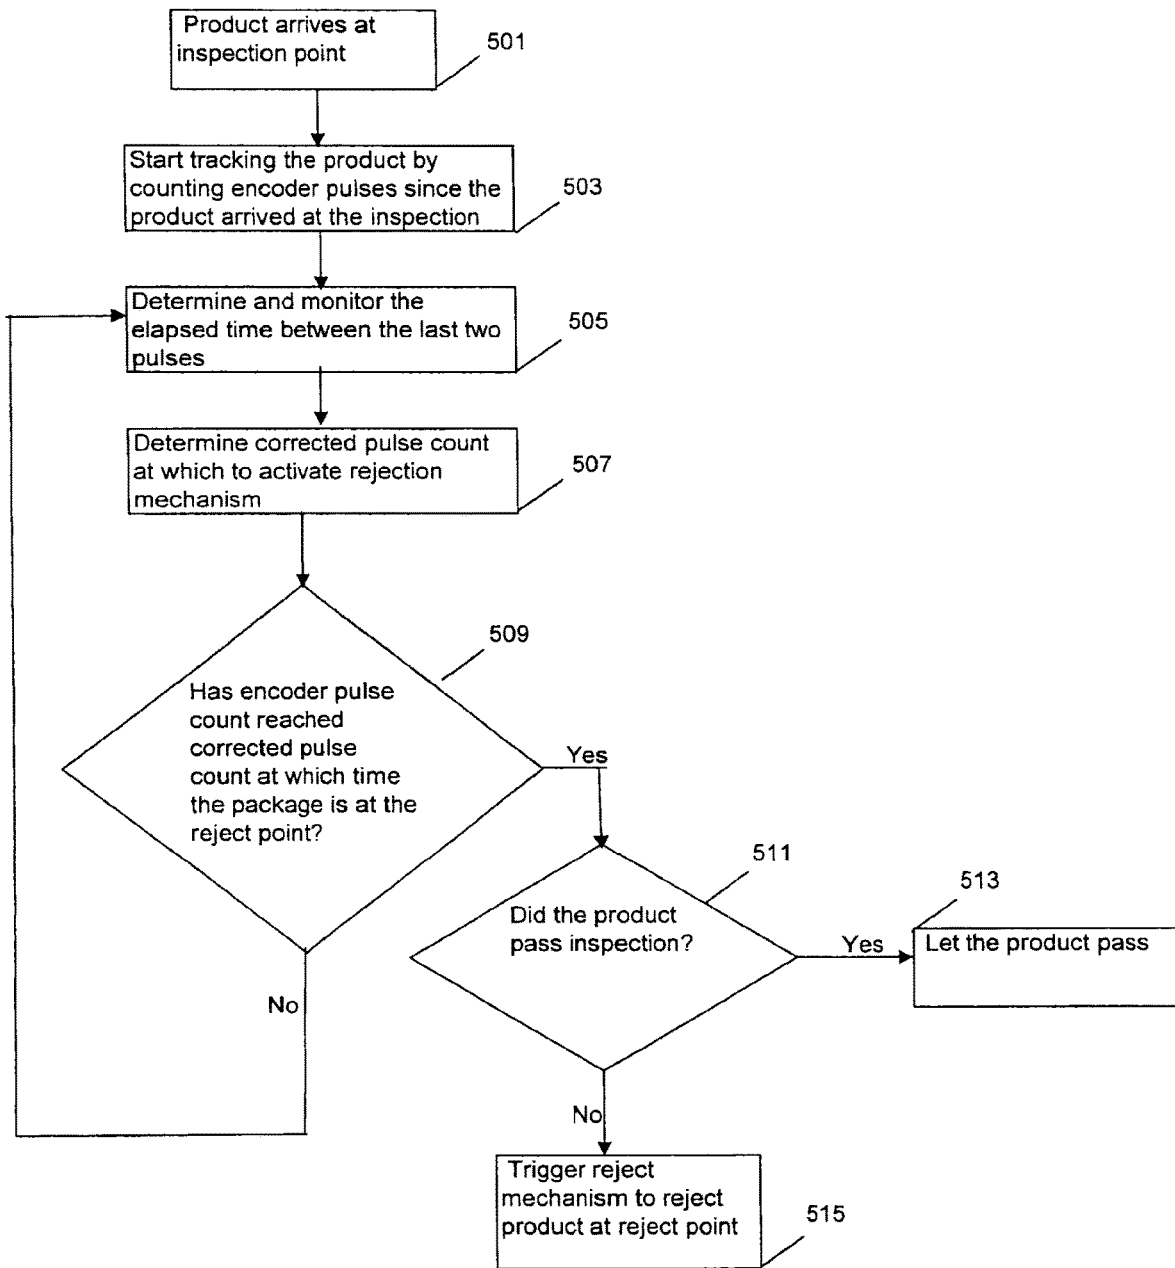 Product arrives at
inspection point
501
Start tracking the product by
counting encoder pulses since the
product arrived at the inspection
503
Determine and monitor the
elapsed time between the last two
pulses
505
Determine corrected pulse count
at which to activate rejection
mechanism
507
509
Has encoder pulse
count reached
corrected pulse
count at which time
the package is at the
reject point?
Yes
No
511
Did the product
pass inspection?
Yes
513
Let the product pass
No
Trigger reject
mechanism to reject
product at reject point
515